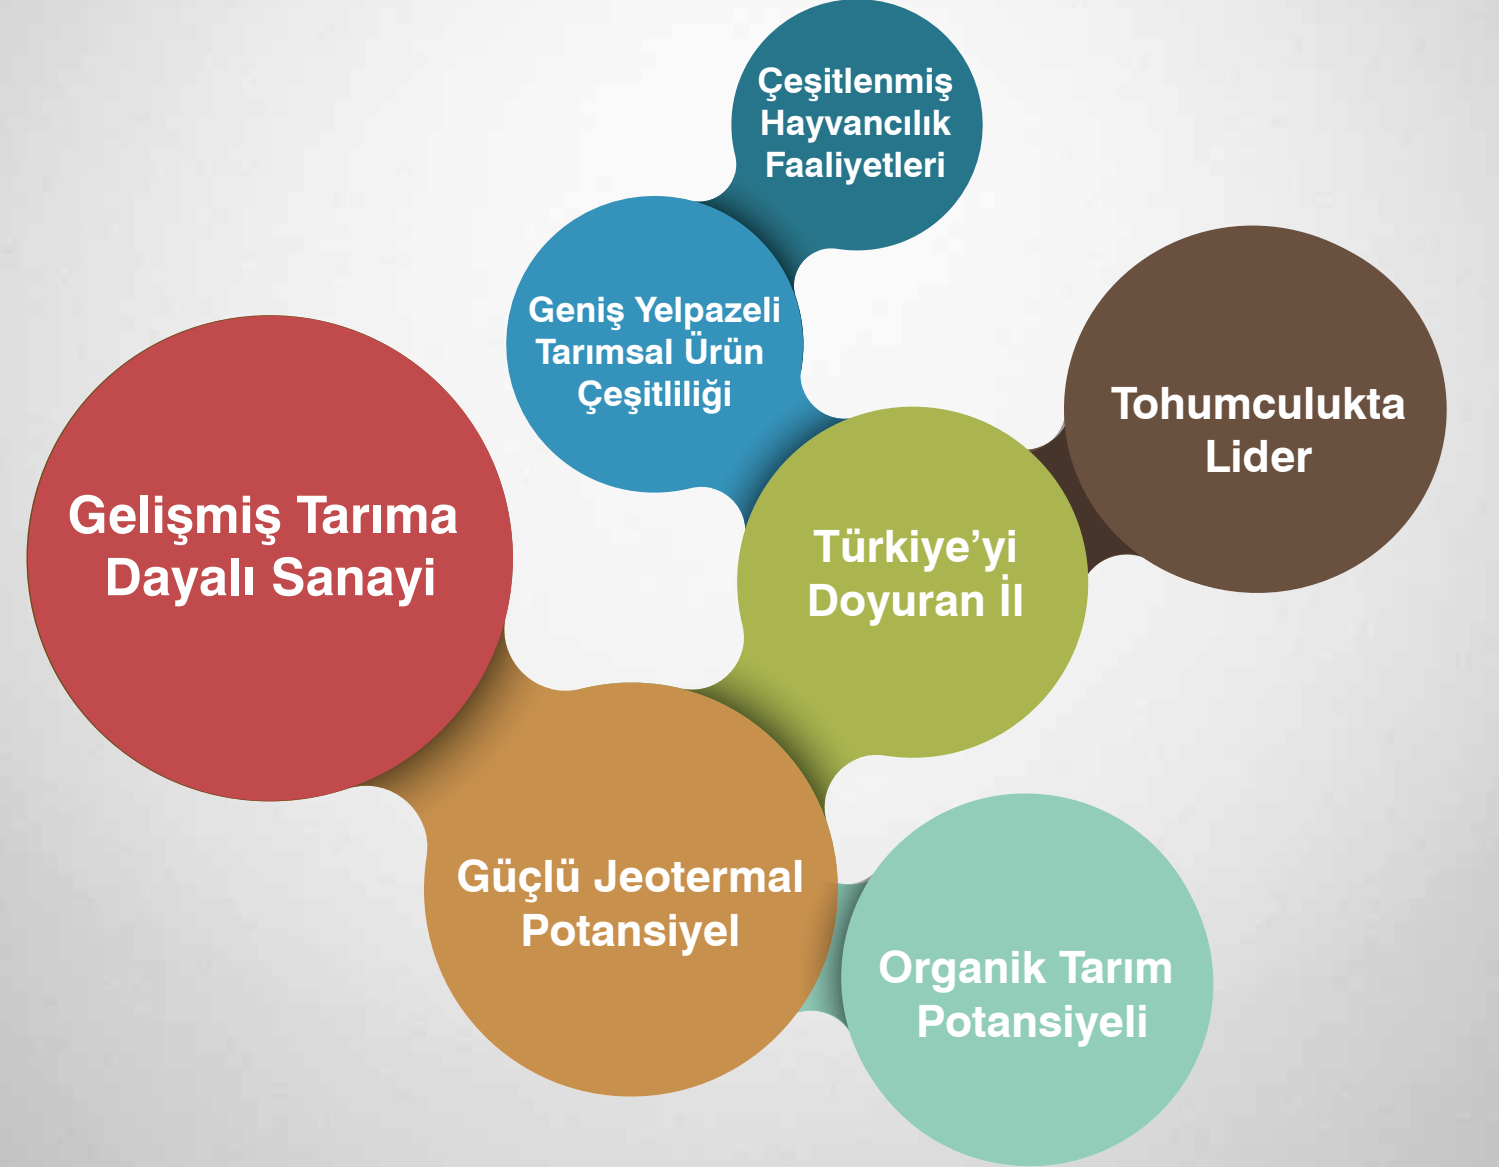 Çeşitlenmiş
Hayvancılık
Faaliyetleri
Geniş Yelpazeli
Tarımsal Ürün
Çeşitliliği
Tohumculukta
Lider
Gelişmiş Tarıma
Dayalı Sanayi
Türkiye’yi
Doyuran İl
Güçlü Jeotermal
Potansiyel
Organik Tarım
Potansiyeli